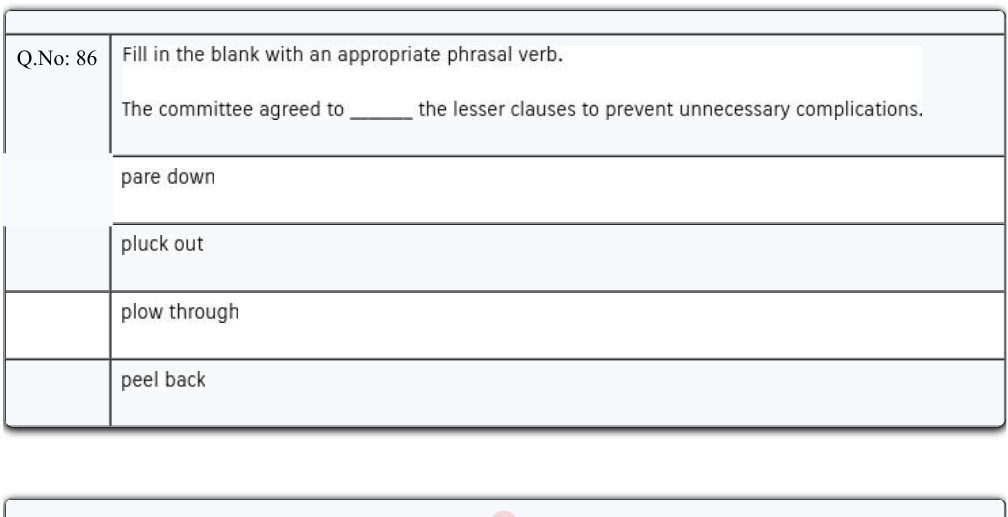 Q.No: 86
Fill in the blank with an appropriate phrasal verb.
The committee agreed to ______ the lesser clauses to prevent unnecessary complications.
pare down
pluck out
plow through
peel back